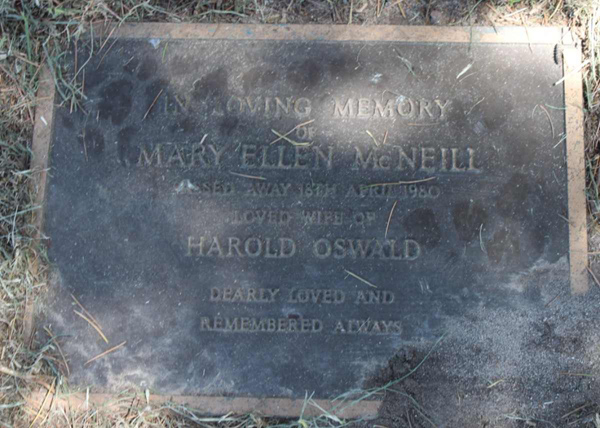 IN LOVING MEMORY
OF
MARY ELLEN McNEILL
PASSED AWAY 18TH APRIL 1980
LOVED WIFE OF
HAROLD OSWALD
DEARLY LOVED AND
REMEMBERED ALWAYS